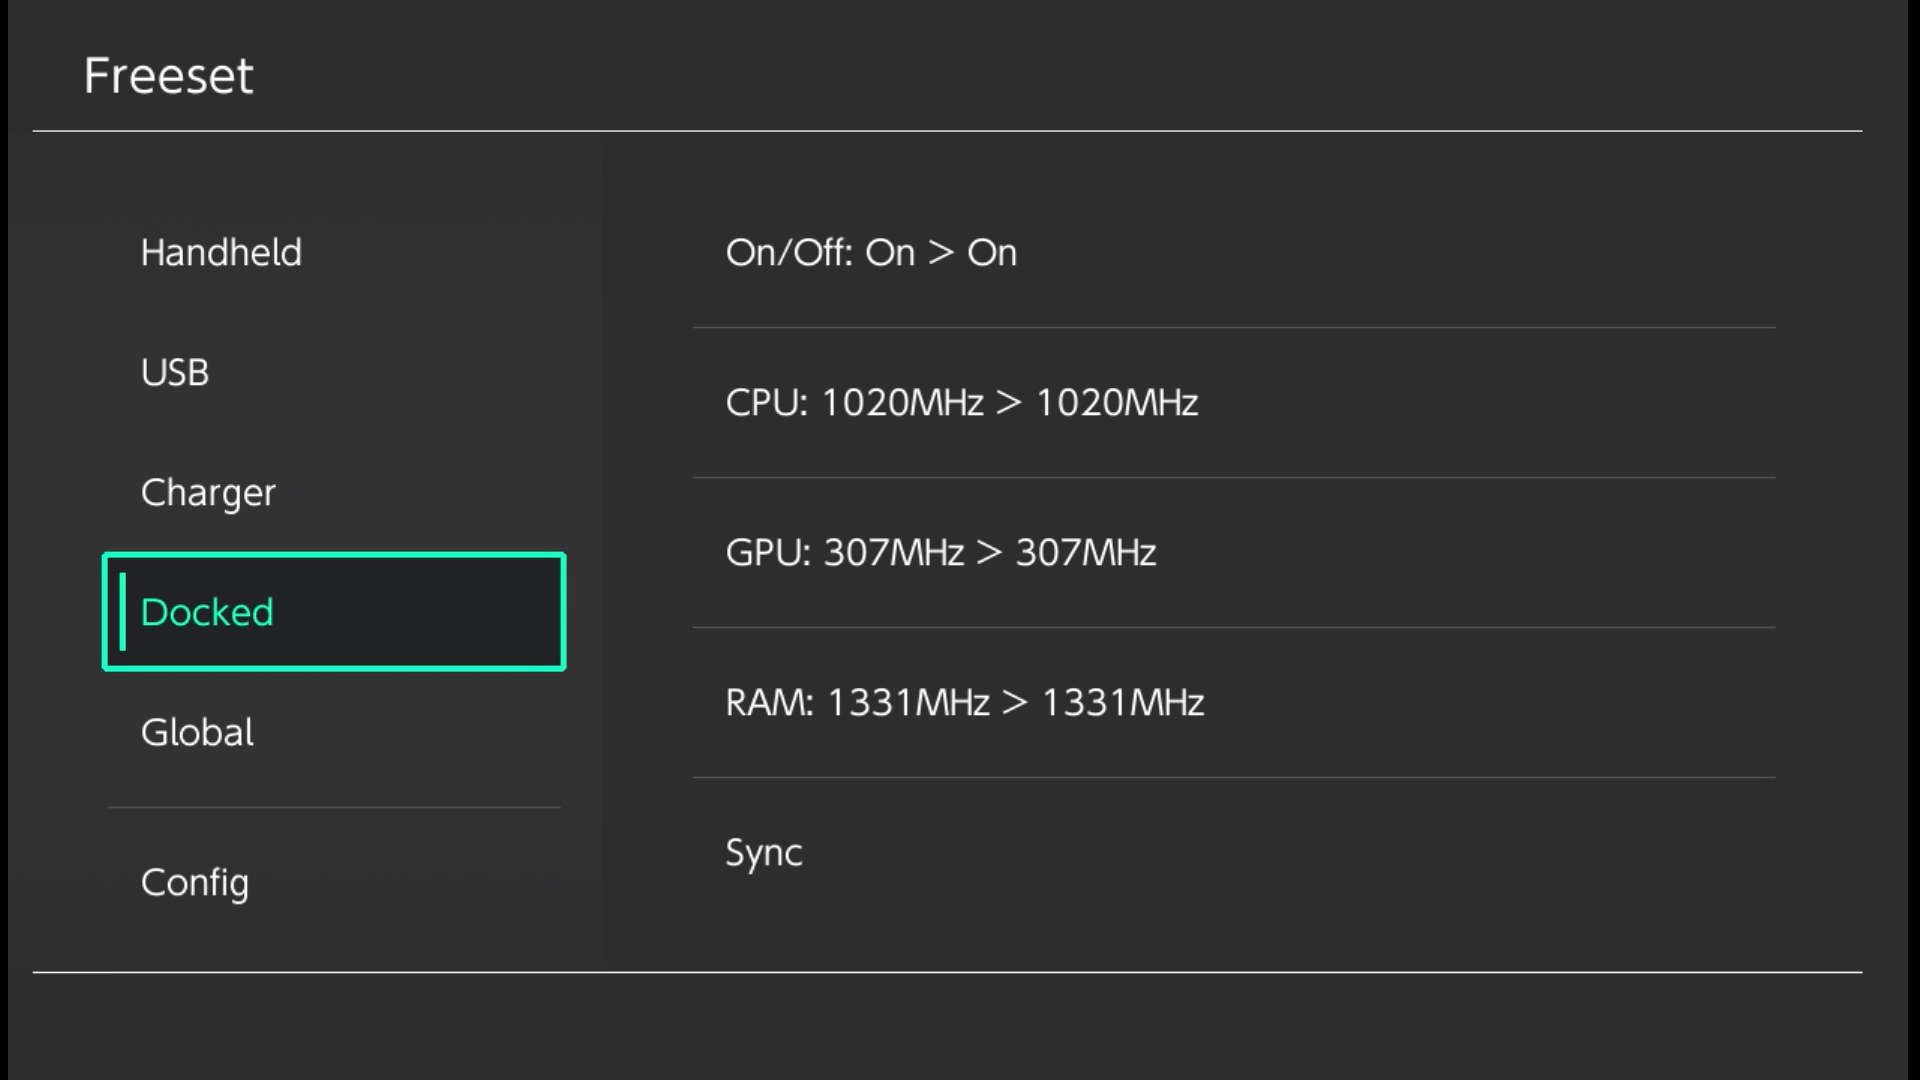 Freeset
Handheld
USB
Charger
Docked
Global
Config
On/Off: On > On
CPU: 1020MHz > 1020MHz
GPU: 307MHz > 307MHz
RAM: 1331MHz > 1331MHz
Sync